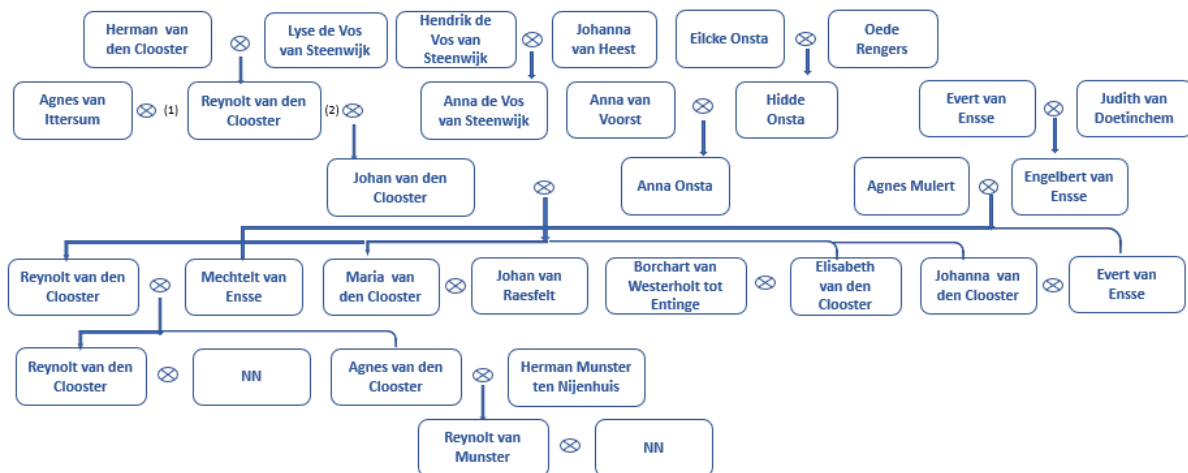 Herman van
den Clooster
Lyse de Vos
van Steenwijk
Hendrik de
Vos van
Steenwijk
Johanna
van Heest
Eilcke Onsta
Oede
Rengers
Agnes van
Ittersum
(1)
Reynolt van den
Clooster
(2)
Anna de Vos
van Steenwijk
Anna van
Voorst
Hidde
Onsta
Evert van
Ensse
Judith van
Doetinchem
Johan van den
Clooster
Anna Onsta
Agnes Mulert
Engelbert van
Ensse
Reynolt van den
Clooster
Mechtelt van
Ensse
Maria van
den Clooster
Johan van
Raesfelt
Borchart van
Westerholt tot
Entinge
Elisabeth
van den
Clooster
Johanna van
den Clooster
Evert van
Ensse
Reynolt van den
Clooster
NN
Agnes van den
Clooster
Herman Munster
ten Nijenhuis
Reynolt van
Munster
NN